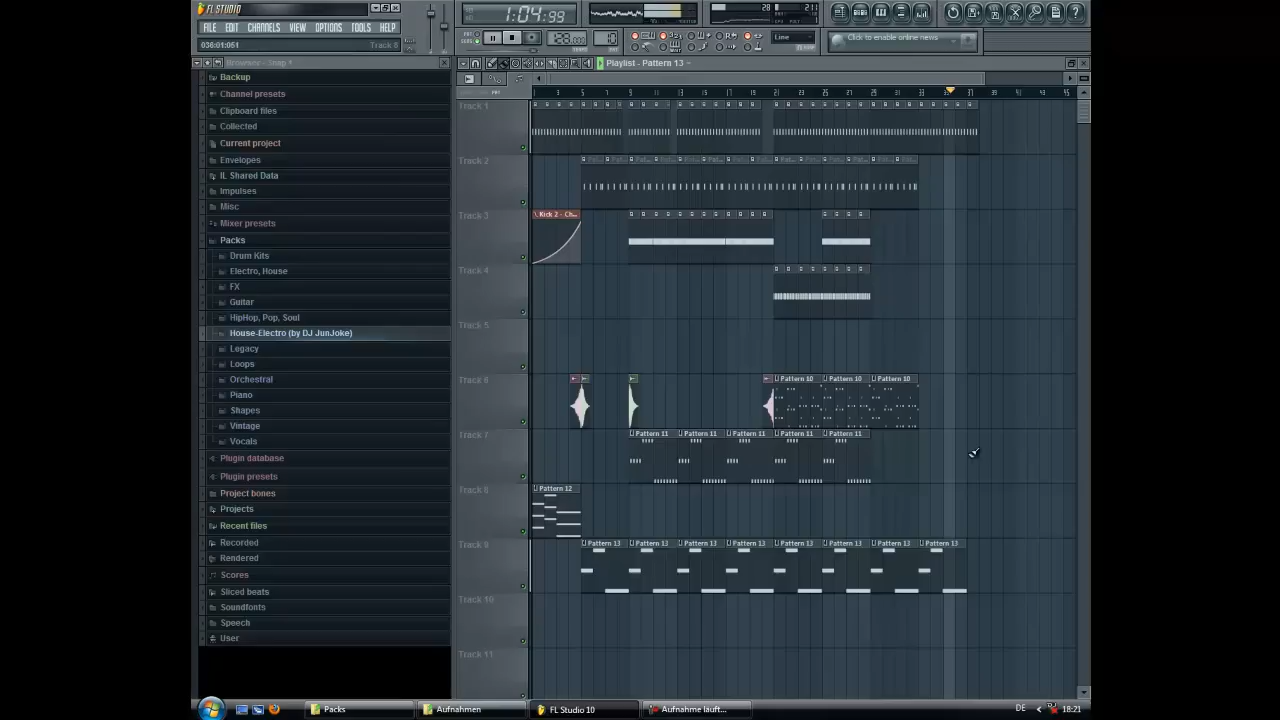 FL STUDIO
FILE EDIT CHANNELS VIEW OPTIONS TOOLS HELP
036:01:061 Track 8
1:04:99
Line
Click to enable online news
Playlist - Pattern 13
Backup
Channel presets
Clipboard files
Collected
Current project
Envelopes
IL Shared Data
Impulses
Misc
Mixer presets
Packs
Drum Kits
Electro, House
FX
Guitar
HipHop, Pop, Soul
House-Electro (by DJ JunJoke)
Legacy
Loops
Orchestral
Piano
Shapes
Vintage
Vocals
Plugin database
Plugin presets
Project bones
Projects
Recent files
Recorded
Rendered
Scores
Sliced beats
Soundfonts
Speech
User
Track 1
Track 2
Track 3
Kick 2 - Ch...
Track 4
Track 5
Track 6
Pattern 10 Pattern 10 Pattern 10
Track 7
Pattern 11 Pattern 11 Pattern 11 Pattern 11 Pattern 11
Pattern 12
Track 9
Pattern 13 Pattern 13 Pattern 13 Pattern 13 Pattern 13 Pattern 13 Pattern 13 Pattern 13
Track 10
Track 11
Packs
Aufnahmen
FL Studio 10
Aufnahme läuft...
DE
18:21